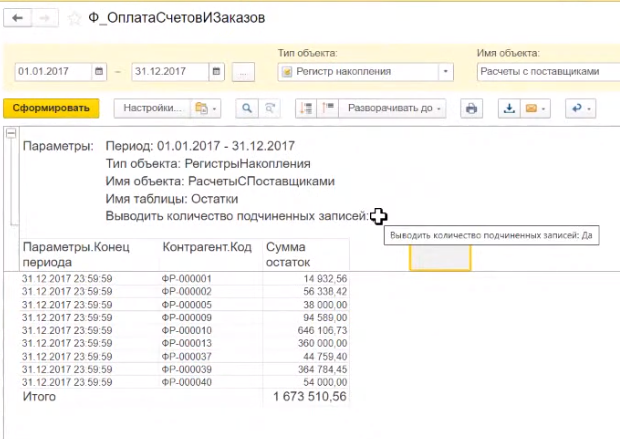 Ф_ОплатаСчетовИЗаказов
Тип объекта: Имя объекта:
01.01.2017 – 31.12.2017 ... Регистр накопления Расчеты с поставщиками
Сформировать Настройки... Разворачивать до
Параметры: Период: 01.01.2017 - 31.12.2017
Тип объекта: РегистрыНакопления
Имя объекта: РасчетыСПоставщиками
Имя таблицы: Остатки
Выводить количество подчиненных записей:
Выводить количество подчиненных записей: Да
Параметры.Конец Контрагент.Код Сумма
периода остаток
31.12.2017 23:59:59 ФР-000001 14 932,56
31.12.2017 23:59:59 ФР-000002 56 338,42
31.12.2017 23:59:59 ФР-000005 38 000,00
31.12.2017 23:59:59 ФР-000009 94 589,00
31.12.2017 23:59:59 ФР-000010 646 106,73
31.12.2017 23:59:59 ФР-000013 360 000,00
31.12.2017 23:59:59 ФР-000037 44 759,40
31.12.2017 23:59:59 ФР-000039 364 784,45
31.12.2017 23:59:59 ФР-000040 54 000,00
Итого 1 673 510,56